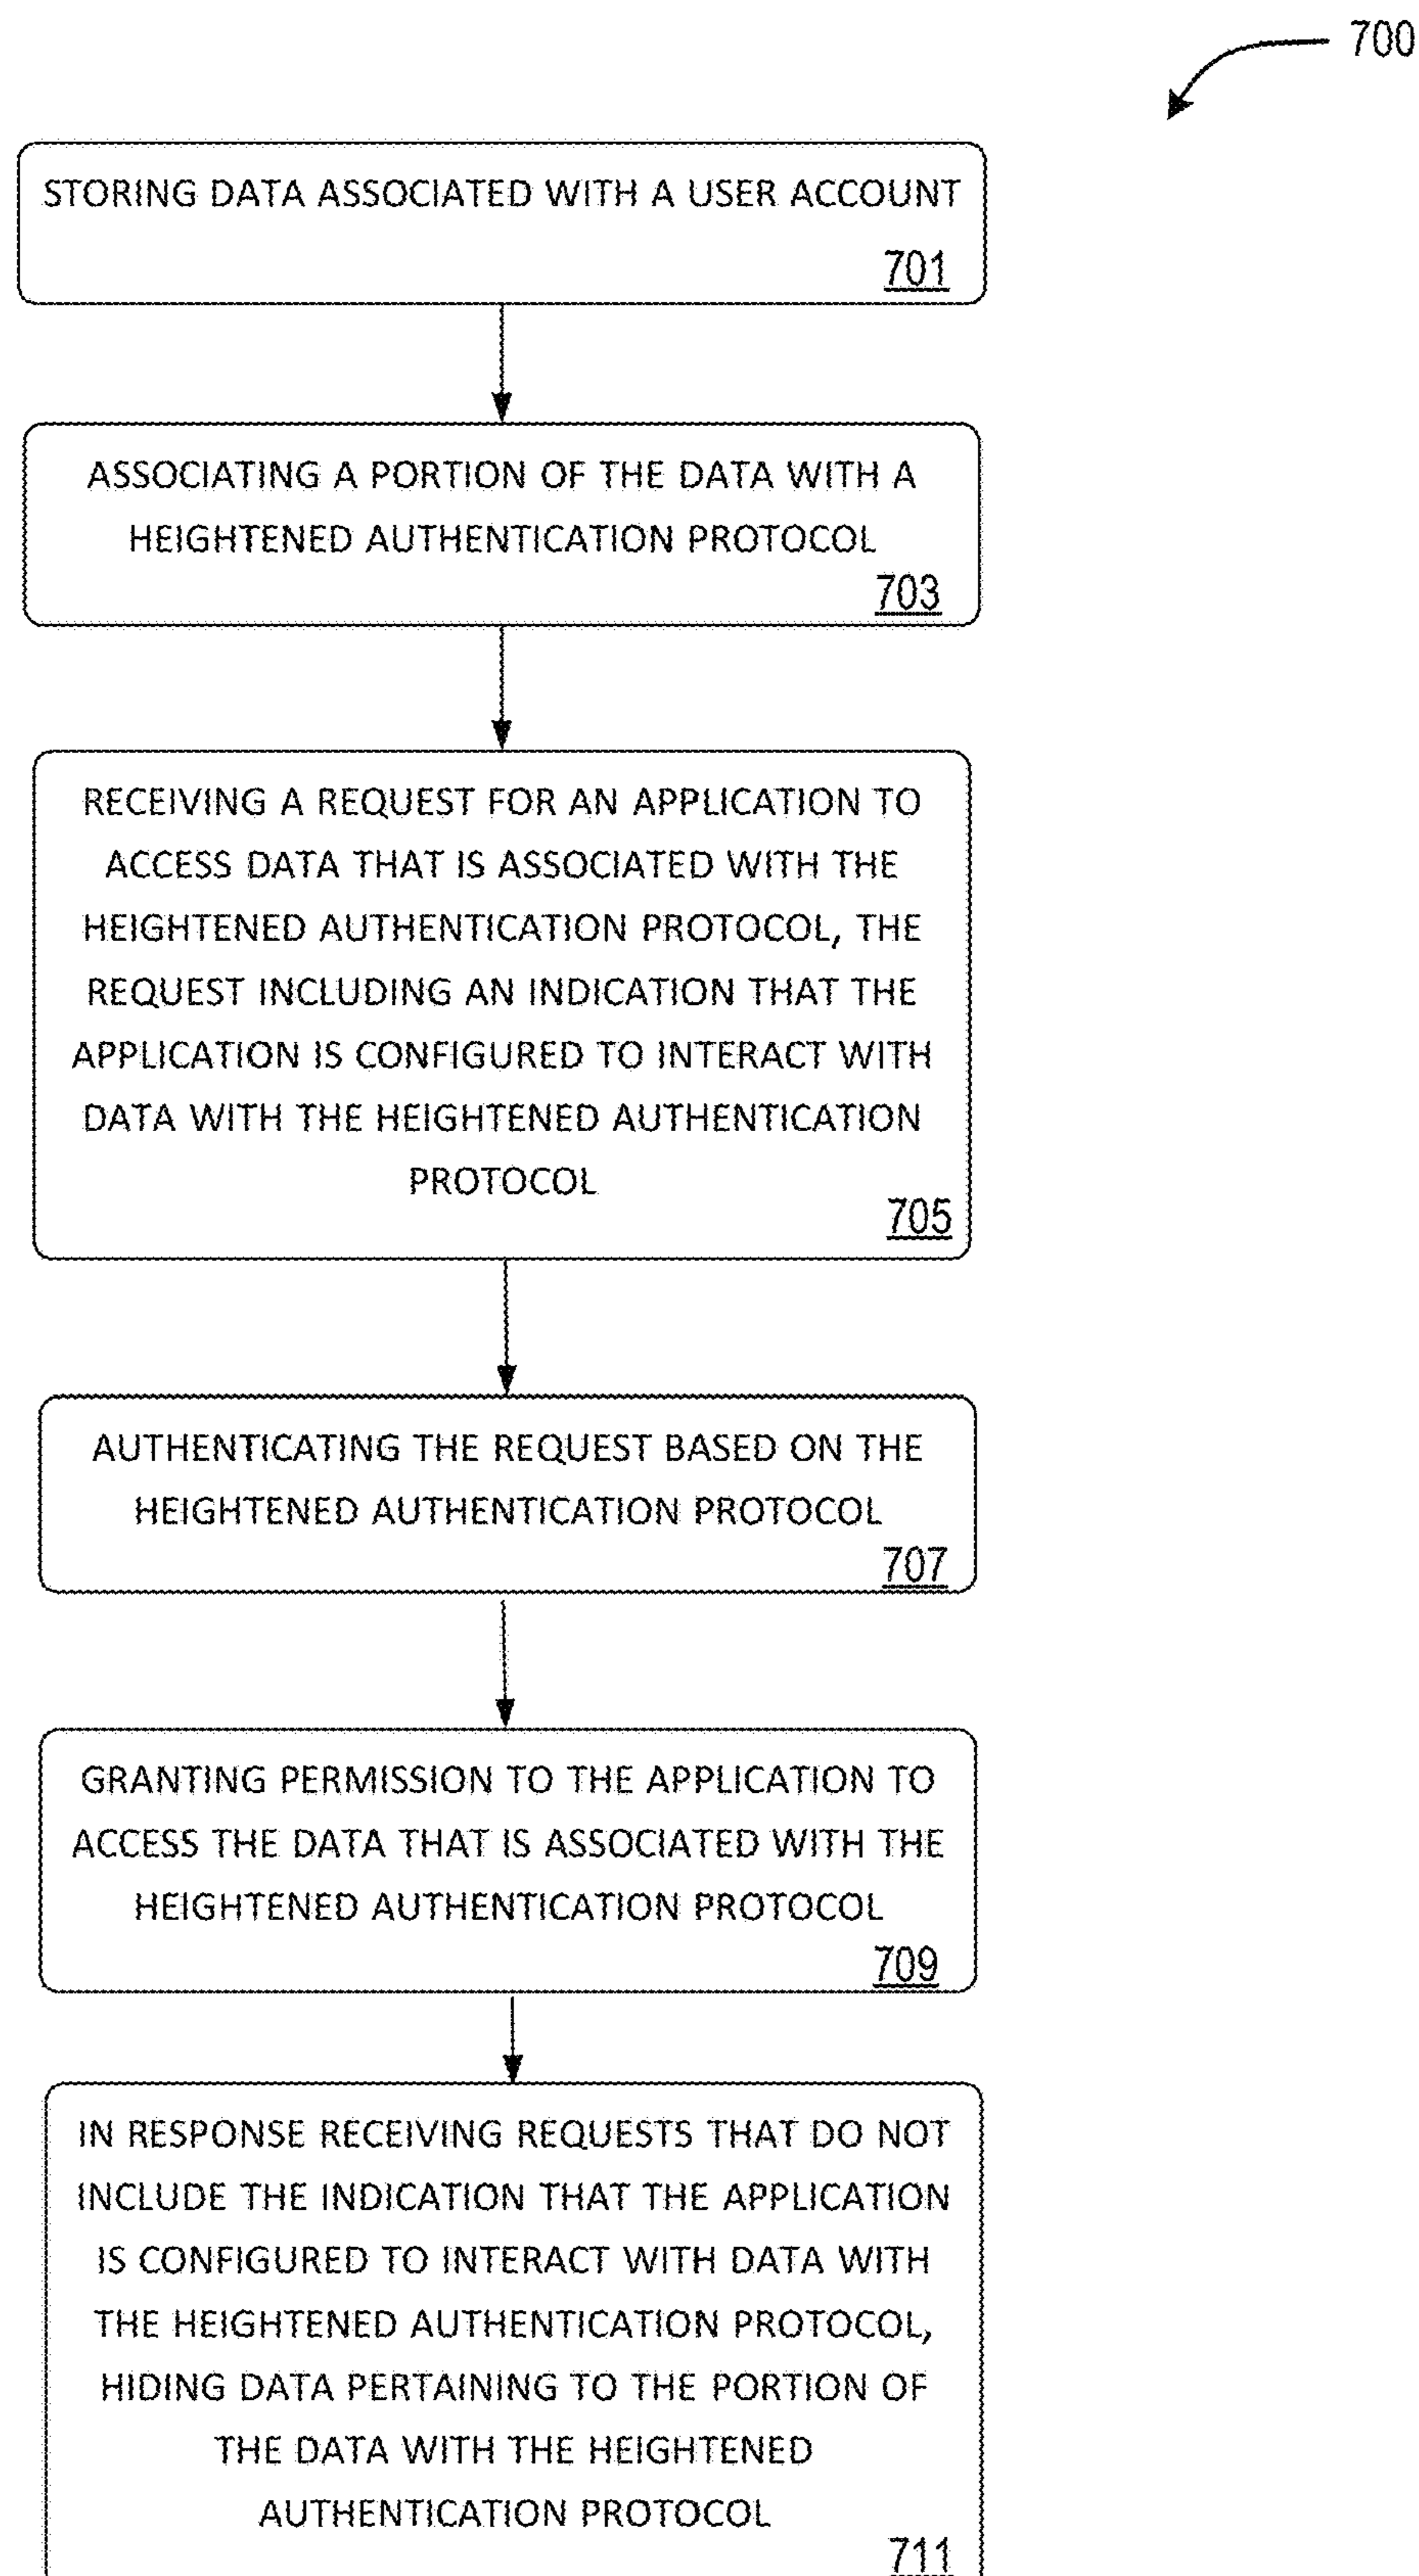 700
STORING DATA ASSOCIATED WITH A USER ACCOUNT
701
ASSOCIATING A PORTION OF THE DATA WITH A
HEIGHTENED AUTHENTICATION PROTOCOL
703
RECEIVING A REQUEST FOR AN APPLICATION TO
ACCESS DATA THAT IS ASSOCIATED WITH THE
HEIGHTENED AUTHENTICATION PROTOCOL, THE
REQUEST INCLUDING AN INDICATION THAT THE
APPLICATION IS CONFIGURED TO INTERACT WITH
DATA WITH THE HEIGHTENED AUTHENTICATION
PROTOCOL
705
AUTHENTICATING THE REQUEST BASED ON THE
HEIGHTENED AUTHENTICATION PROTOCOL
707
GRANTING PERMISSION TO THE APPLICATION TO
ACCESS THE DATA THAT IS ASSOCIATED WITH THE
HEIGHTENED AUTHENTICATION PROTOCOL
709
IN RESPONSE RECEIVING REQUESTS THAT DO NOT
INCLUDE THE INDICATION THAT THE APPLICATION
IS CONFIGURED TO INTERACT WITH DATA WITH
THE HEIGHTENED AUTHENTICATION PROTOCOL,
HIDING DATA PERTAINING TO THE PORTION OF
THE DATA WITH THE HEIGHTENED
AUTHENTICATION PROTOCOL
711